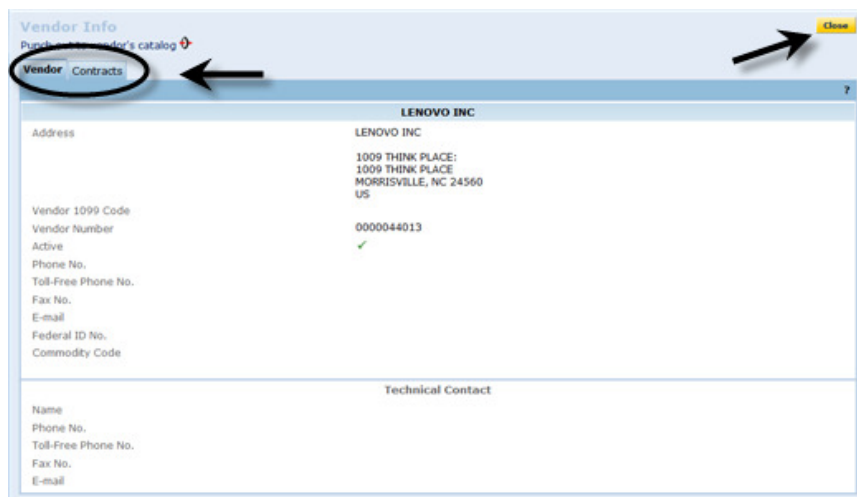 Vendor Info
Close
Punch out to vendor's catalog
Vendor Contracts
?
LENOVO INC
Address LENOVO INC
1009 THINK PLACE:
1009 THINK PLACE
MORRISVILLE, NC 24560
US
Vendor 1099 Code
Vendor Number 0000044013
Active ✓
Phone No.
Toll-Free Phone No.
Fax No.
E-mail
Federal ID No.
Commodity Code
Technical Contact
Name
Phone No.
Toll-Free Phone No.
Fax No.
E-mail